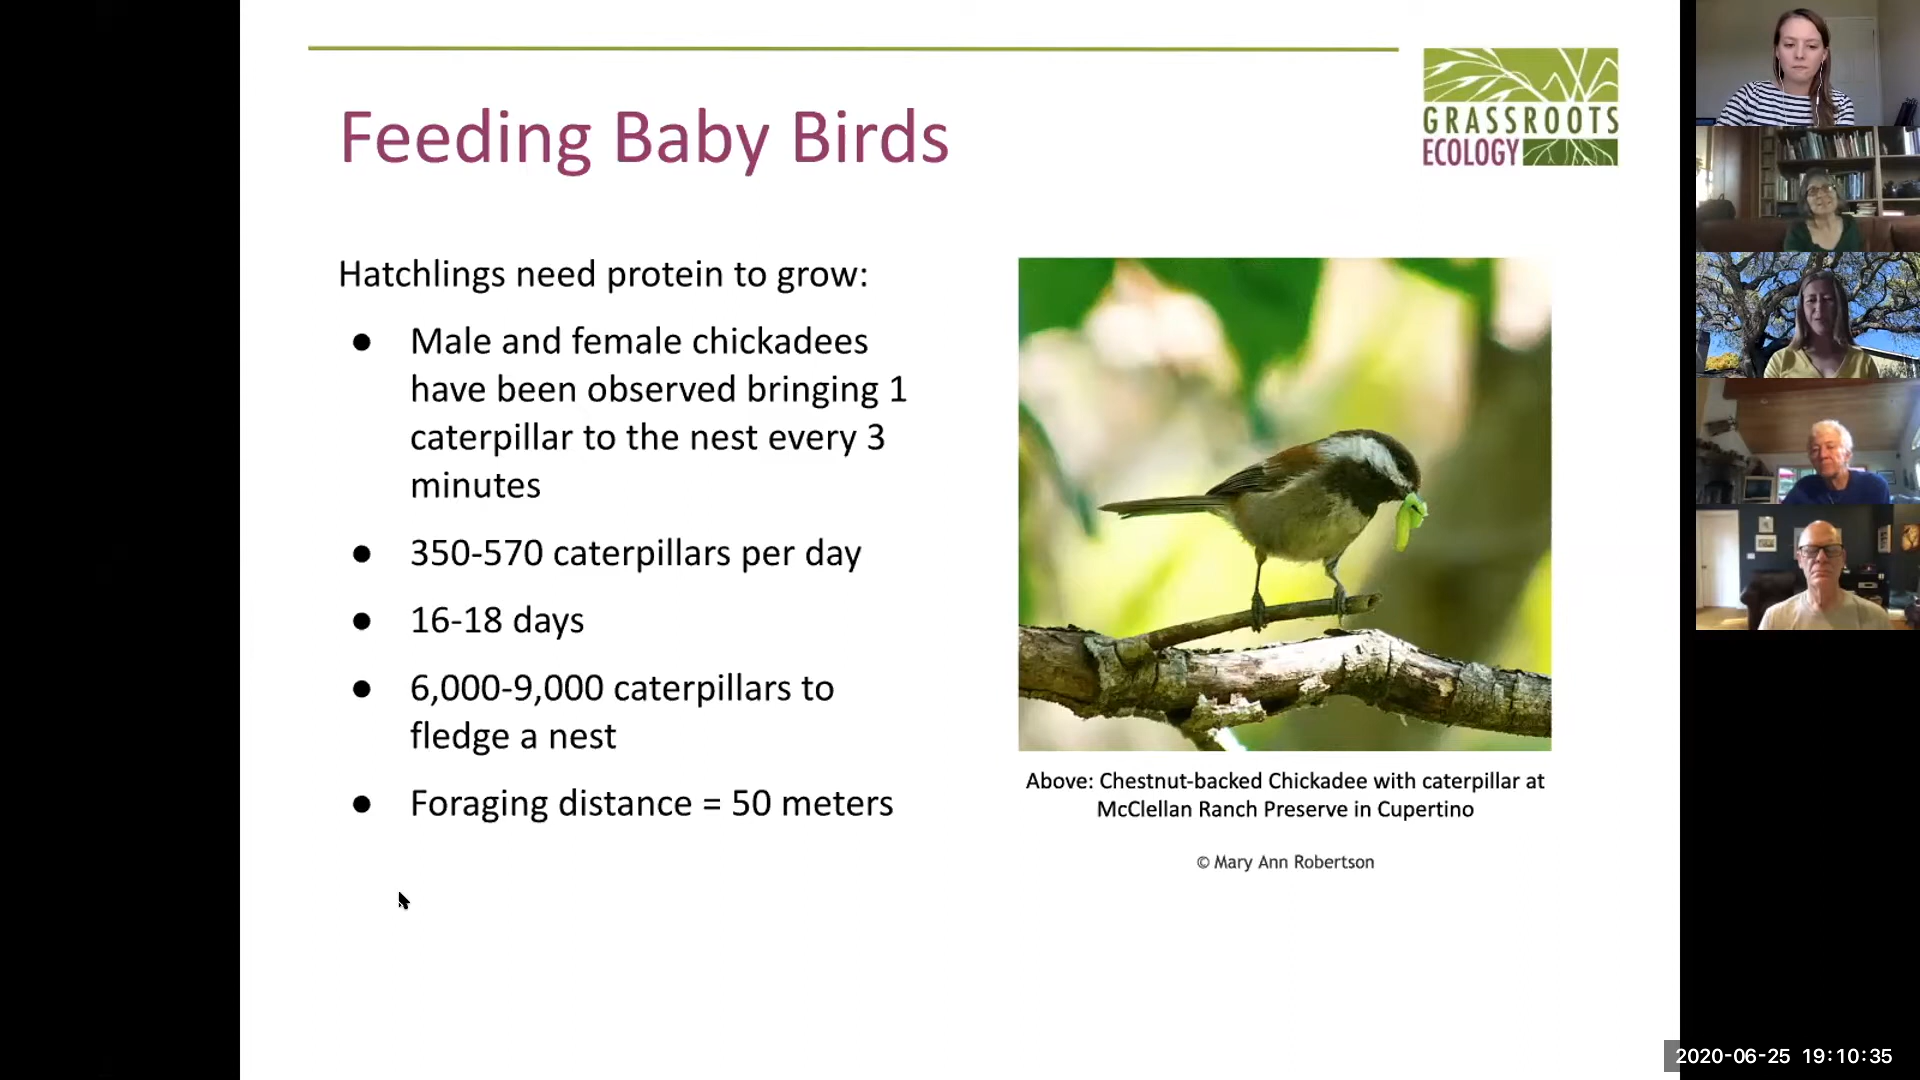 Feeding Baby Birds
GRASSROOTS
ECOLOGY
Hatchlings need protein to grow:
● Male and female chickadees
have been observed bringing 1
caterpillar to the nest every 3
minutes
● 350-570 caterpillars per day
● 16-18 days
● 6,000-9,000 caterpillars to
fledge a nest
● Foraging distance = 50 meters
Above: Chestnut-backed Chickadee with caterpillar at
McClellan Ranch Preserve in Cupertino
© Mary Ann Robertson
2020-06-25 19:10:35